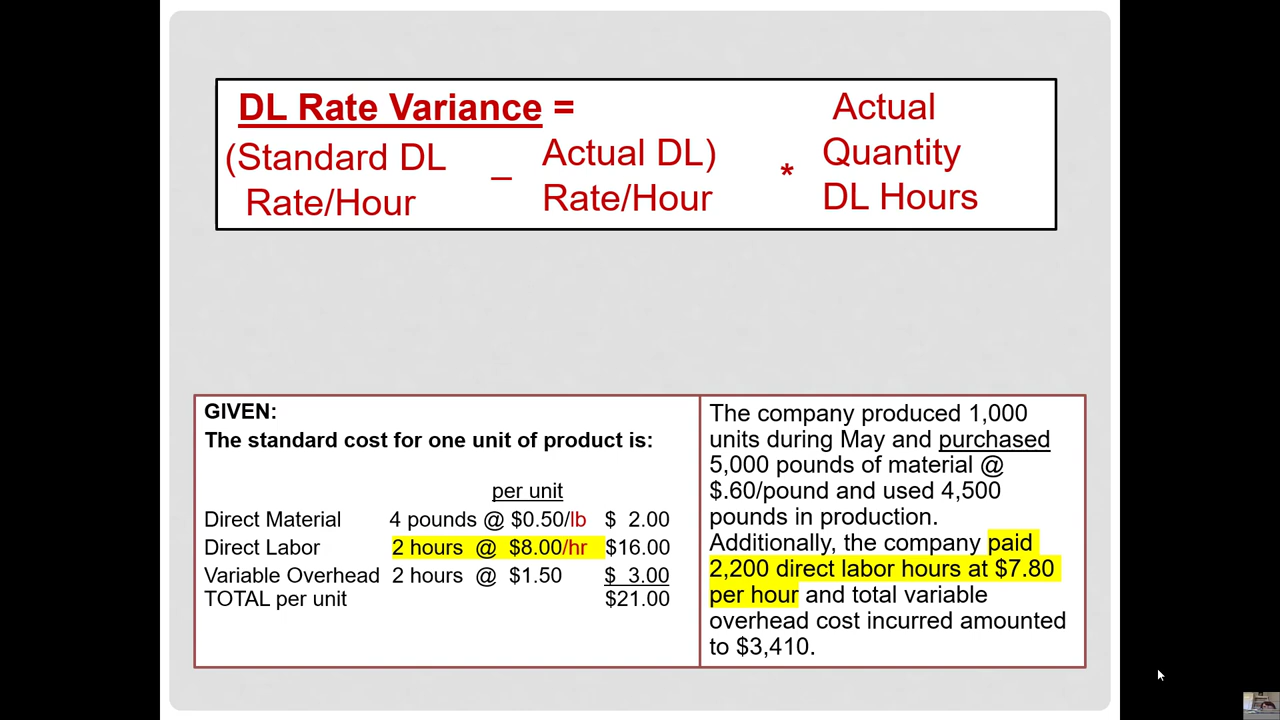 DL Rate Variance =
(Standard DL
Rate/Hour
–
Actual DL)
Rate/Hour
*
Actual
Quantity
DL Hours
GIVEN:
The standard cost for one unit of product is:
per unit
Direct Material 4 pounds @ $0.50/lb $ 2.00
Direct Labor 2 hours @ $8.00/hr $16.00
Variable Overhead 2 hours @ $1.50 $ 3.00
TOTAL per unit $21.00
The company produced 1,000
units during May and purchased
5,000 pounds of material @
$.60/pound and used 4,500
pounds in production.
Additionally, the company paid
2,200 direct labor hours at $7.80
per hour and total variable
overhead cost incurred amounted
to $3,410.